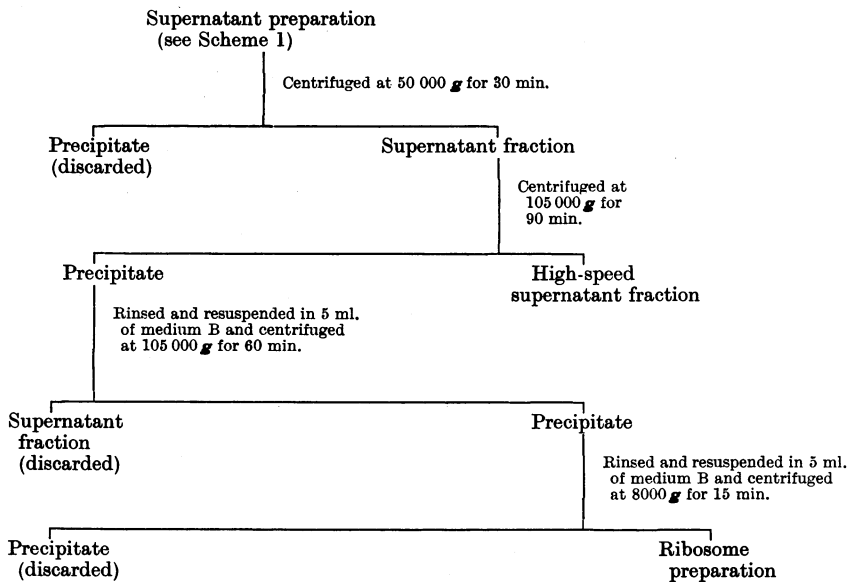 Supernatant preparation
(see Scheme 1)
Centrifuged at 50 000 g for 30 min.
Precipitate
(discarded)
Supernatant fraction
Centrifuged at
105 000 g for
90 min.
Precipitate
High-speed
supernatant fraction
Rinsed and resuspended in 5 ml.
of medium B and centrifuged
at 105 000 g for 60 min.
Supernatant
fraction
(discarded)
Precipitate
Rinsed and resuspended in 5 ml.
of medium B and centrifuged
at 8000 g for 15 min.
Precipitate
(discarded)
Ribosome
preparation